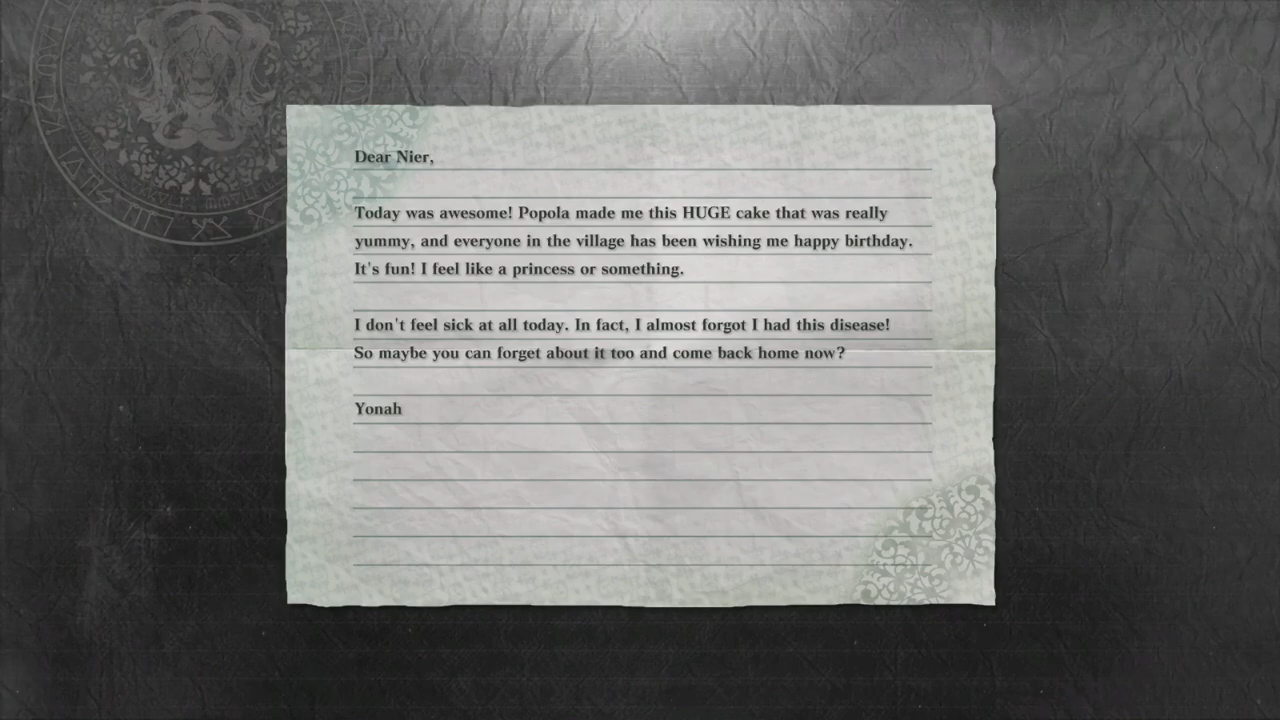 Dear Nier,
Today was awesome! Popola made me this HUGE cake that was really
yummy, and everyone in the village has been wishing me happy birthday.
It's fun! I feel like a princess or something.
I don't feel sick at all today. In fact, I almost forgot I had this disease!
So maybe you can forget about it too and come back home now?
Yonah